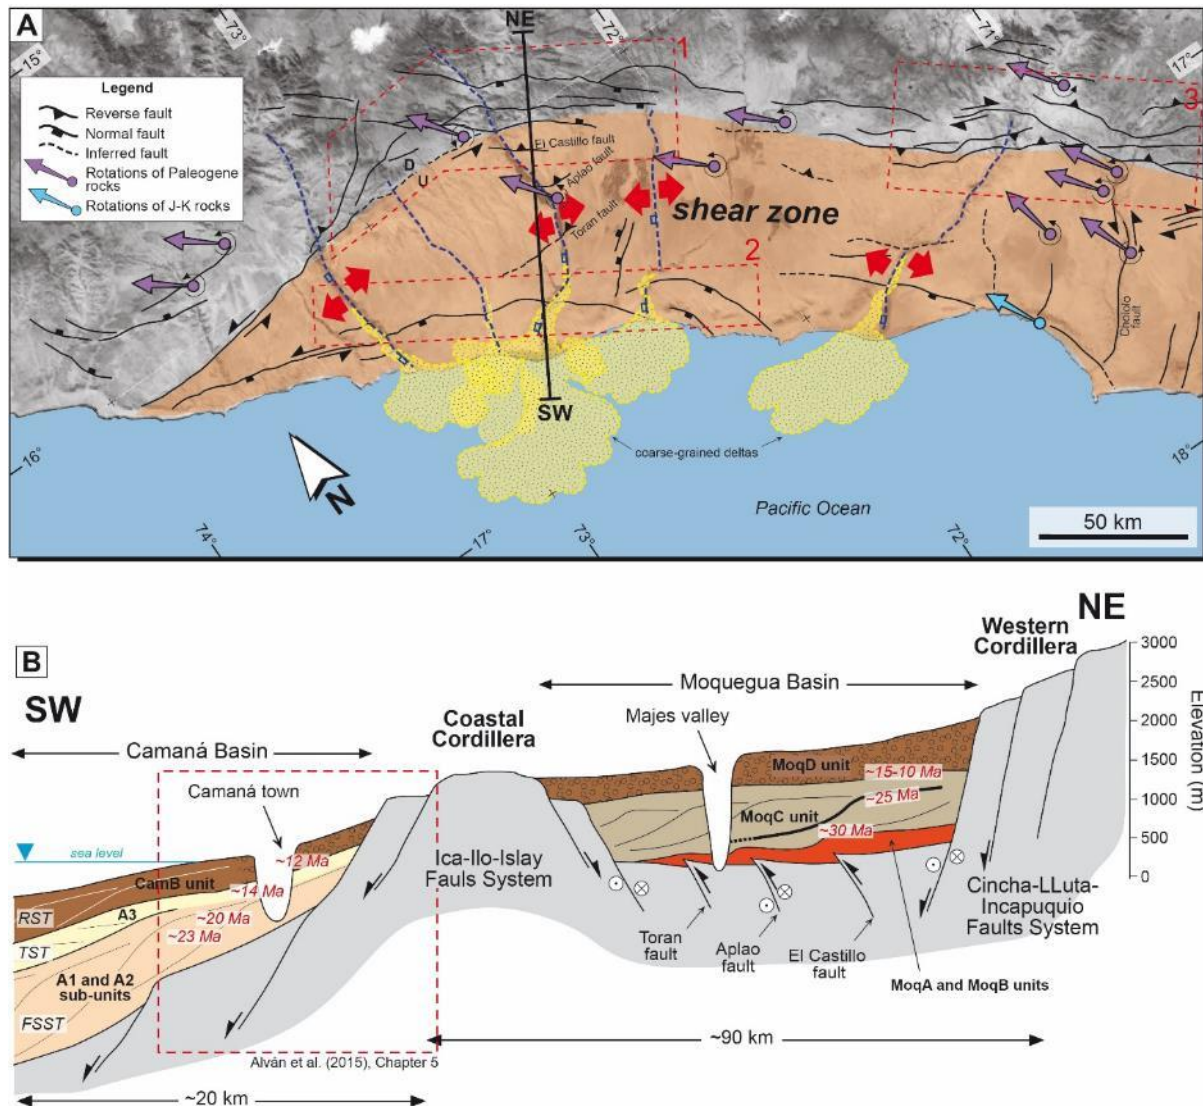 A
NE
73°
72°
71°
17°
15°
1
3
Legend
Reverse fault
Normal fault
Inferred fault
Rotations of Paleogene
rocks
Rotations of J-K rocks
D
U
El Castillo fault
Aplao fault
Toran fault
shear zone
2
Chololo
fault
SW
coarse-grained deltas
16°
N
Pacific Ocean
18°
50 km
74°
17°
73°
72°
B
NE
SW
Western
Cordillera
3000
2500
2000
1500
1000
500
0
Elevation (m)
Moquegua Basin
Majes valley
Coastal
Cordillera
Camaná Basin
Camaná town
MoqD unit
~15-10 Ma
~25 Ma
MoqC unit
~30 Ma
sea level
~12 Ma
CamB unit
~14 Ma
RST
A3
~20 Ma
~23 Ma
TST
A1 and A2
sub-units
FSST
Ica-Ilo-Islay
Fauls System
Cincha-LLuta-
Incapuquio
Faults System
Toran
fault
Aplao
fault
El Castillo
fault
MoqA and MoqB units
~90 km
Alván et al. (2015), Chapter 5
~20 km